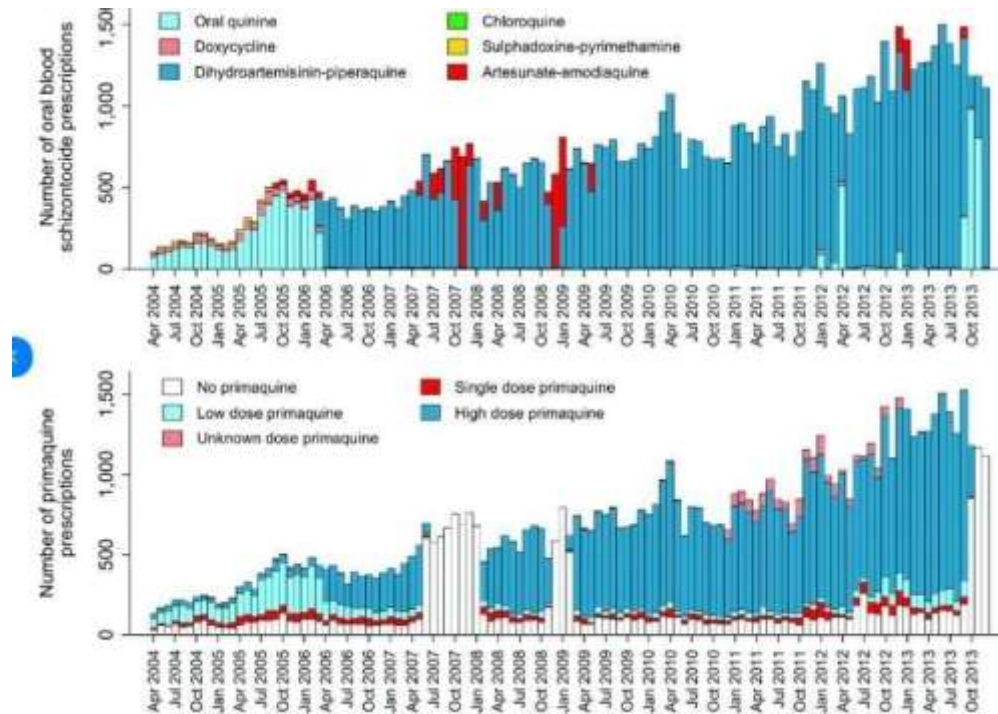 1,500
1,000
500
0
Number of oral blood
schizontocide prescriptions
Oral quinine
Doxycycline
Dihydroartemisinin-piperaquine
Chloroquine
Sulphadoxine-pyrimethamine
Artesunate-amodiaquine
Apr 2004
Jul 2004
Oct 2004
Jan 2005
Apr 2005
Jul 2005
Oct 2005
Jan 2006
Apr 2006
Jul 2006
Oct 2006
Jan 2007
Apr 2007
Jul 2007
Oct 2007
Jan 2008
Apr 2008
Jul 2008
Oct 2008
Jan 2009
Apr 2009
Jul 2009
Oct 2009
Jan 2010
Apr 2010
Jul 2010
Oct 2010
Jan 2011
Apr 2011
Jul 2011
Oct 2011
Jan 2012
Apr 2012
Jul 2012
Oct 2012
Jan 2013
Apr 2013
Jul 2013
Oct 2013
1,500
1,000
500
0
Number of primaquine
prescriptions
No primaquine
Low dose primaquine
Unknown dose primaquine
Single dose primaquine
High dose primaquine
Apr 2004
Jul 2004
Oct 2004
Jan 2005
Apr 2005
Jul 2005
Oct 2005
Jan 2006
Apr 2006
Jul 2006
Oct 2006
Jan 2007
Apr 2007
Jul 2007
Oct 2007
Jan 2008
Apr 2008
Jul 2008
Oct 2008
Jan 2009
Apr 2009
Jul 2009
Oct 2009
Jan 2010
Apr 2010
Jul 2010
Oct 2010
Jan 2011
Apr 2011
Jul 2011
Oct 2011
Jan 2012
Apr 2012
Jul 2012
Oct 2012
Jan 2013
Apr 2013
Jul 2013
Oct 2013